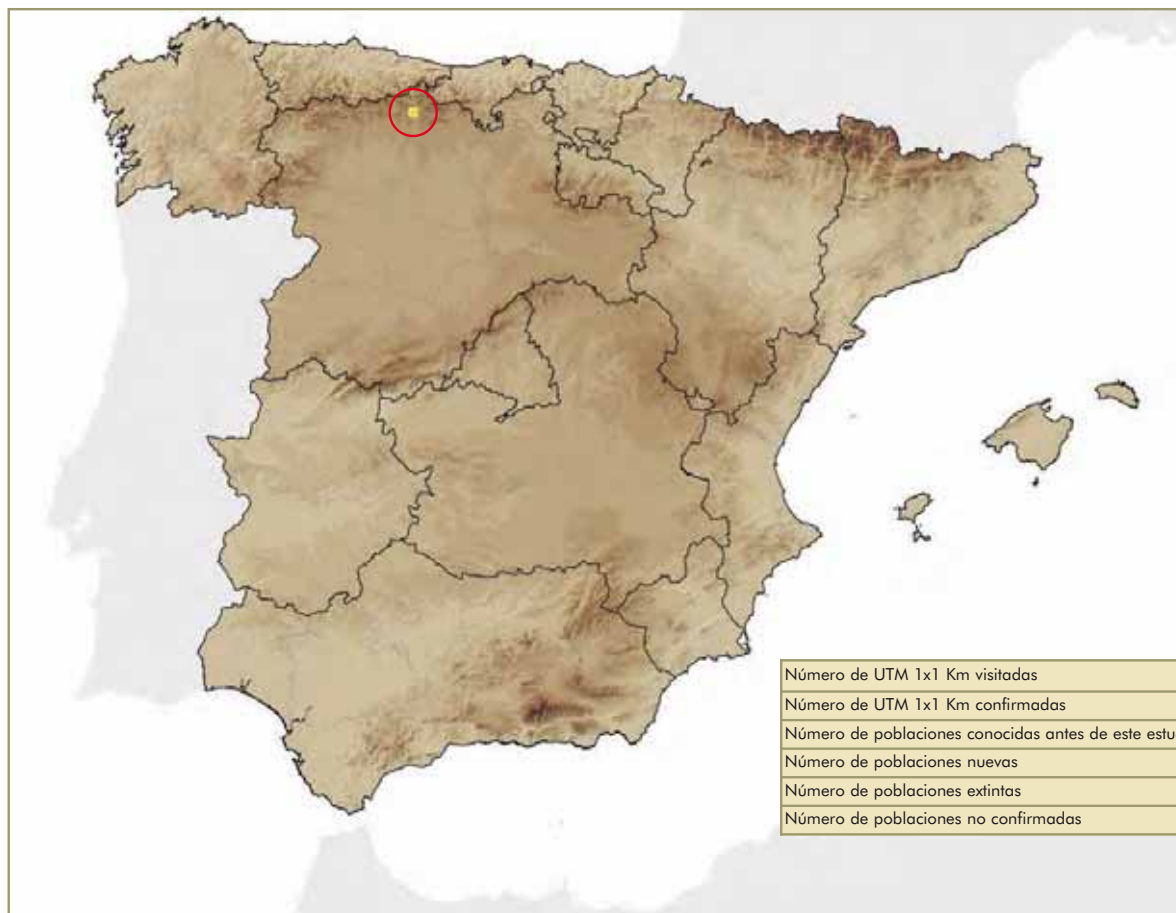 Número de UTM 1x1 Km visitadas
Número de UTM 1x1 Km confirmadas
Número de poblaciones conocidas antes de este estu
Número de poblaciones nuevas
Número de poblaciones extintas
Número de poblaciones no confirmadas